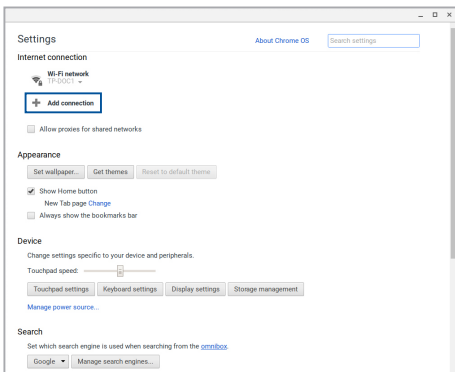 Settings
About Chrome OS
Search settings
Internet connection
Wi-Fi network
TP-DOC1
Add connection
Allow proxies for shared networks
Appearance
Set wallpaper... Get themes Reset to default theme
Show Home button
New Tab page Change
Always show the bookmarks bar
Device
Change settings specific to your device and peripherals.
Touchpad speed:
Touchpad settings Keyboard settings Display settings Storage management
Manage power source...
Search
Set which search engine is used when searching from the omnibox.
Google Manage search engines...